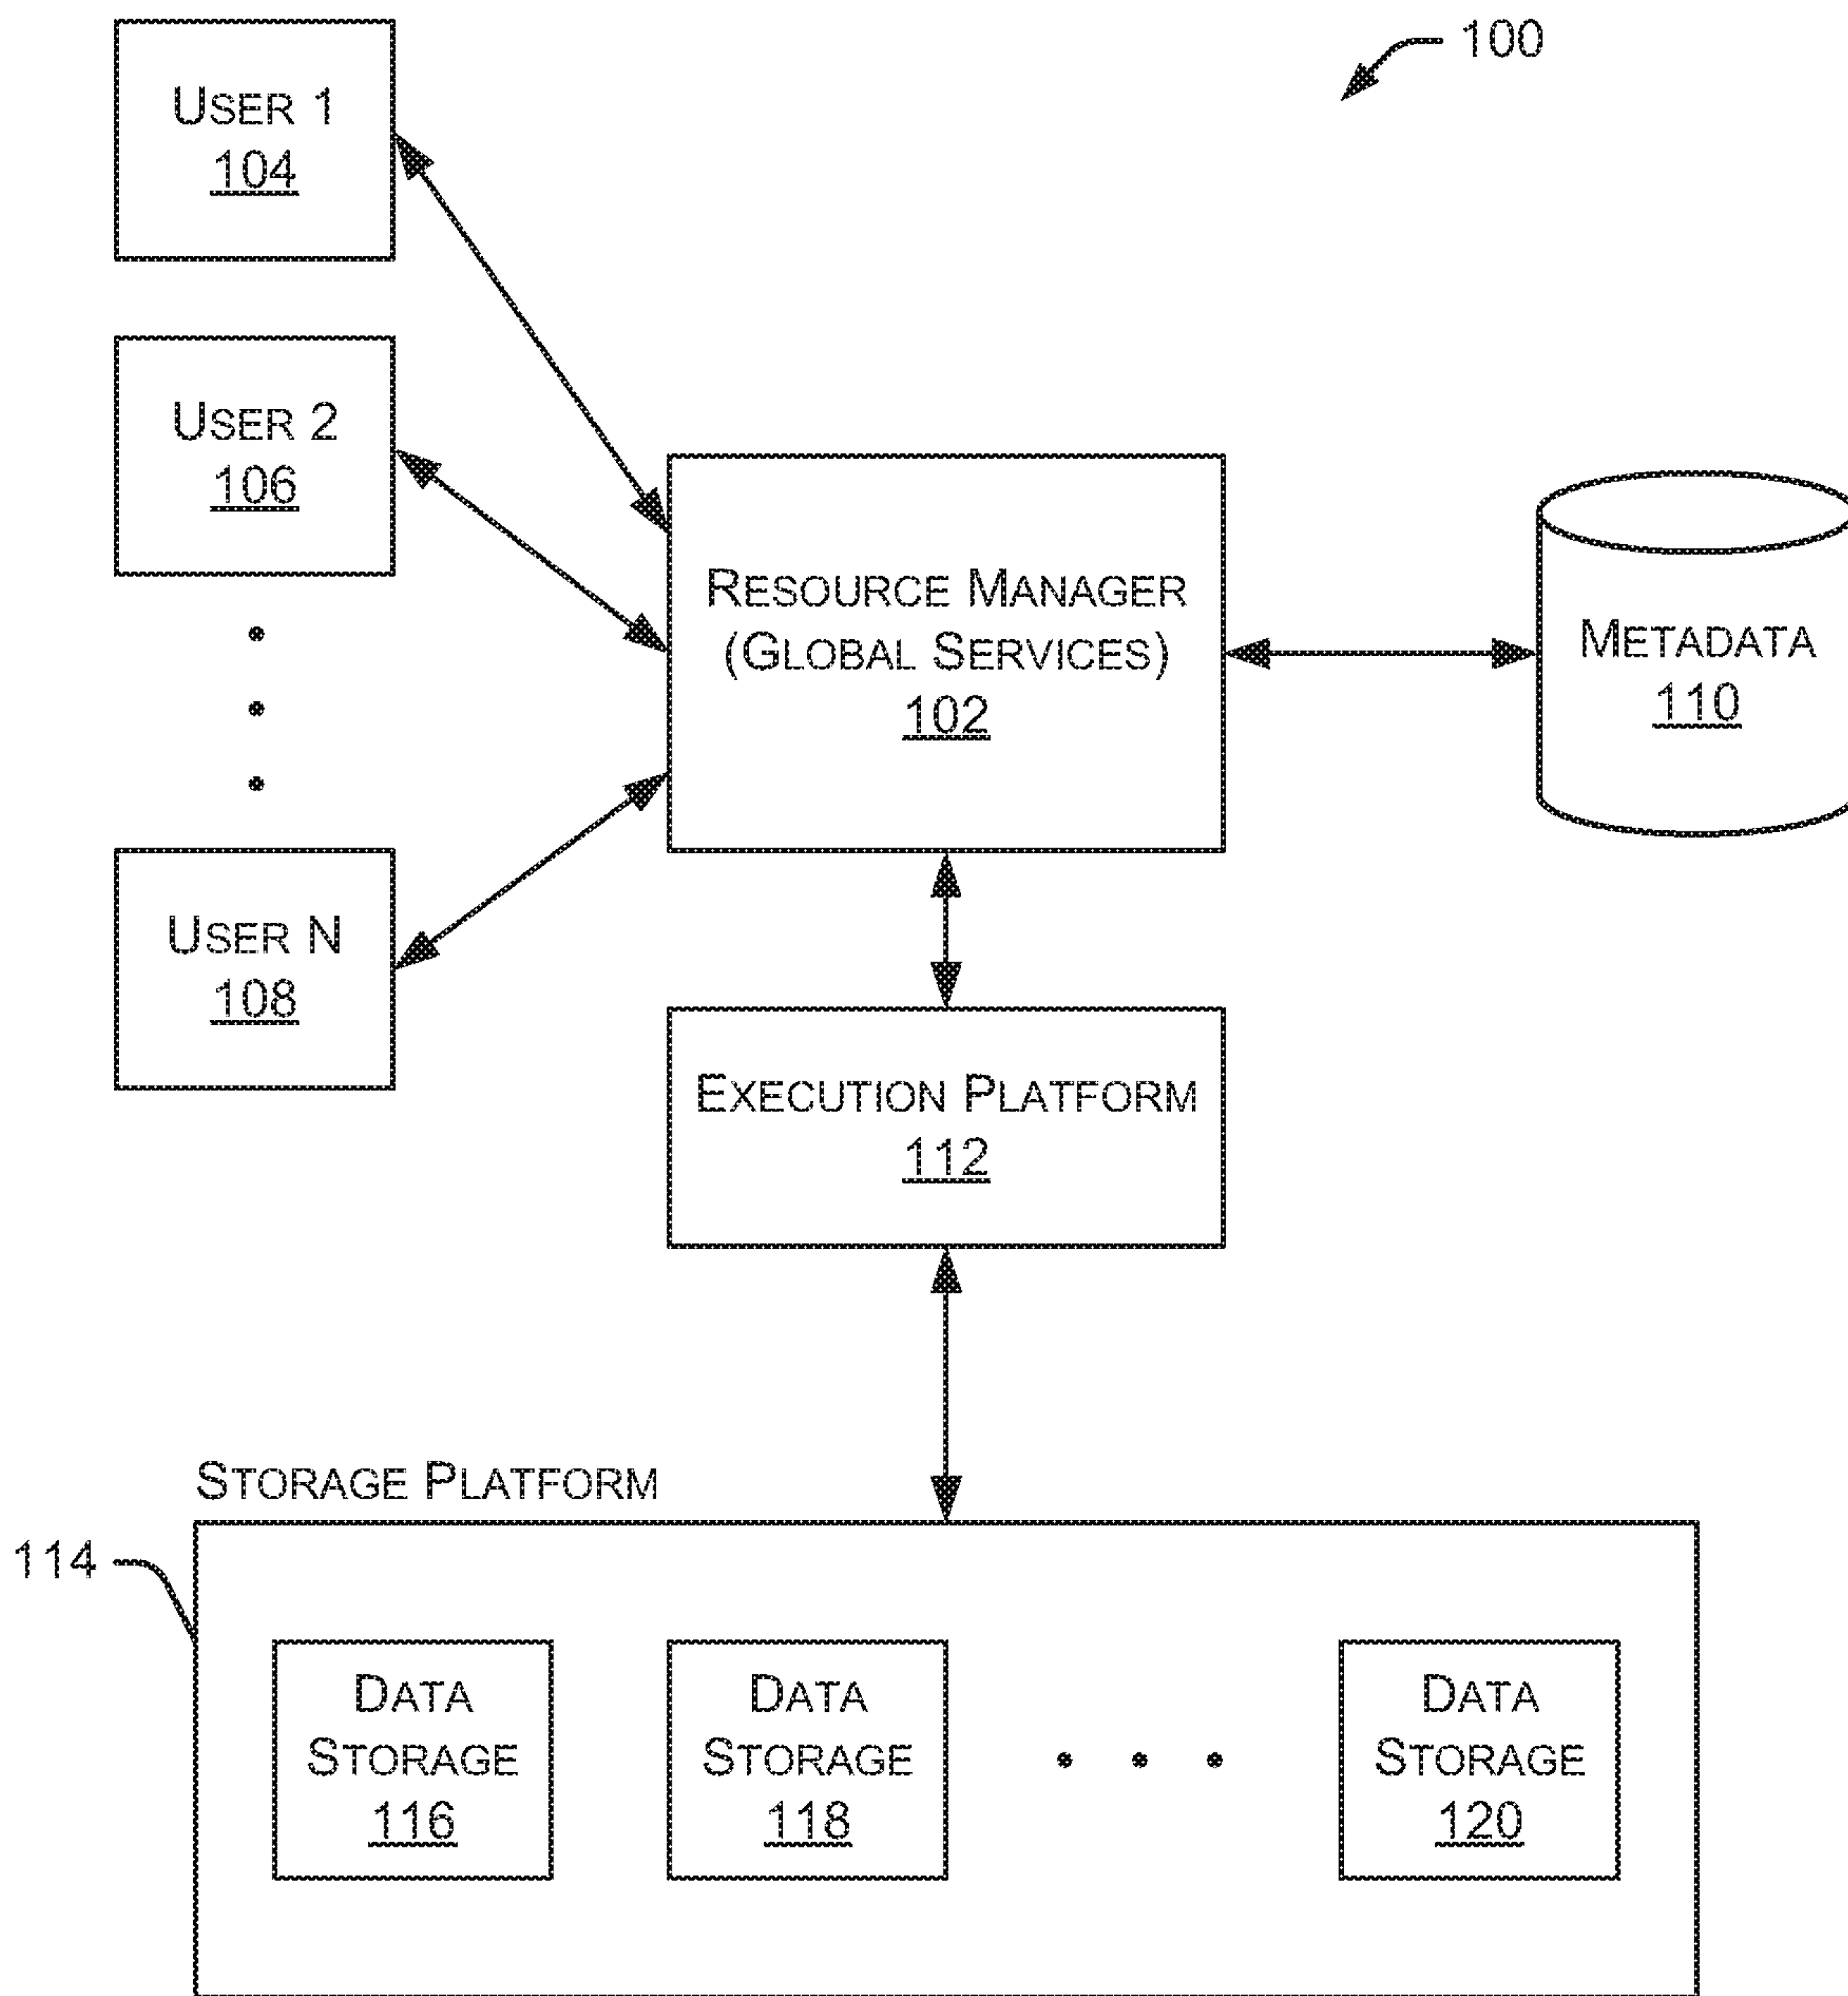 100
USER 1
104
USER 2
106
RESOURCE MANAGER
(GLOBAL SERVICES)
102
METADATA
110
USER N
108
EXECUTION PLATFORM
112
STORAGE PLATFORM
114
DATA
STORAGE
116
DATA
STORAGE
118
DATA
STORAGE
120